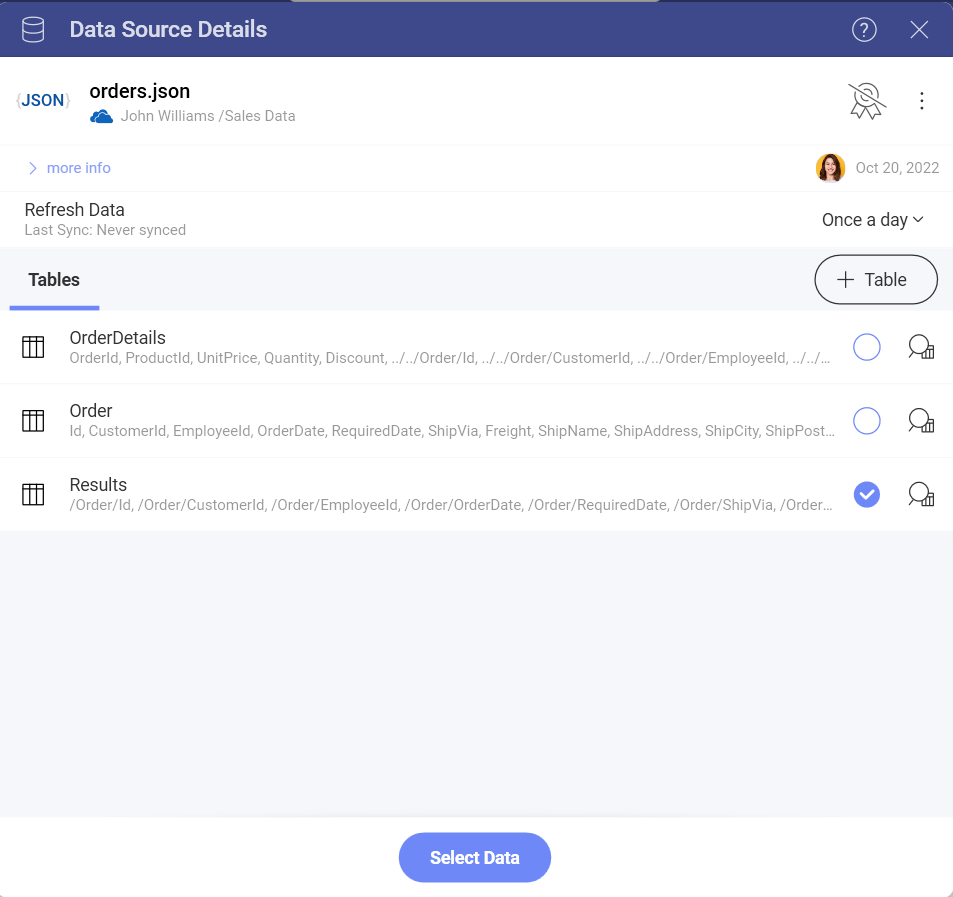 Data Source Details
?
{JSON}
orders.json
John Williams /Sales Data
more info
Oct 20, 2022
Refresh Data
Last Sync: Never synced
Once a day
Tables
+ Table
OrderDetails
OrderId, ProductId, UnitPrice, Quantity, Discount, ../../Order/Id, ../../Order/CustomerId, ../../Order/EmployeeId, ../../...
Order
Id, CustomerId, EmployeeId, OrderDate, RequiredDate, ShipVia, Freight, ShipName, ShipAddress, ShipCity, ShipPost...
Results
/Order/Id, /Order/CustomerId, /Order/EmployeeId, /Order/OrderDate, /Order/RequiredDate, /Order/ShipVia, /Order...
Select Data